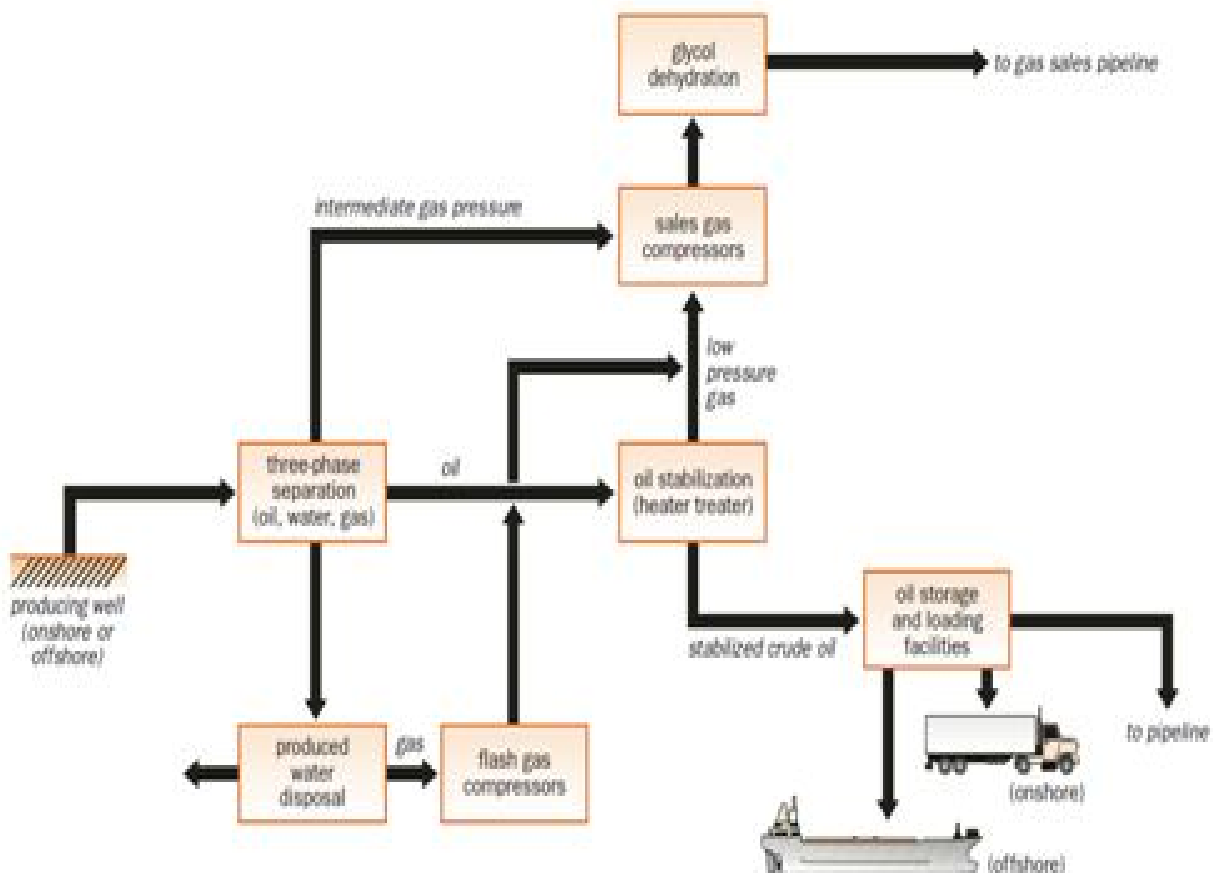 glycol
dehydration
to gas sales pipeline
intermediate gas pressure
sales gas
compressors
low
pressure
gas
three-phase
separation
(oil, water, gas)
oil
oil stabilization
(heater treater)
producing well
(onshore or
offshore)
oil storage
and loading
facilities
stabilized crude oil
produced
water
disposal
gas
flash gas
compressors
to pipeline
(onshore)
(offshore)